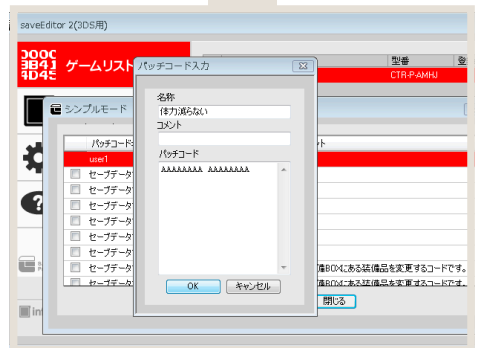 saveEditor 2(3DS用)
ゲームリスト
型番
CTR-P-AMHJ
パッチコード入力
名称
体力減らない
コメント
パッチコード
AAAAAAAA AAAAAAAA
OK
キャンセル
シンプルモード
パッチコード
user1
セーブデータ
セーブデータ
セーブデータ
セーブデータ
セーブデータ
セーブデータ
備BOXにある装備品を変更するコードです。
セーブデータ
備BOXにある装備品を変更するコードです。
閉じる